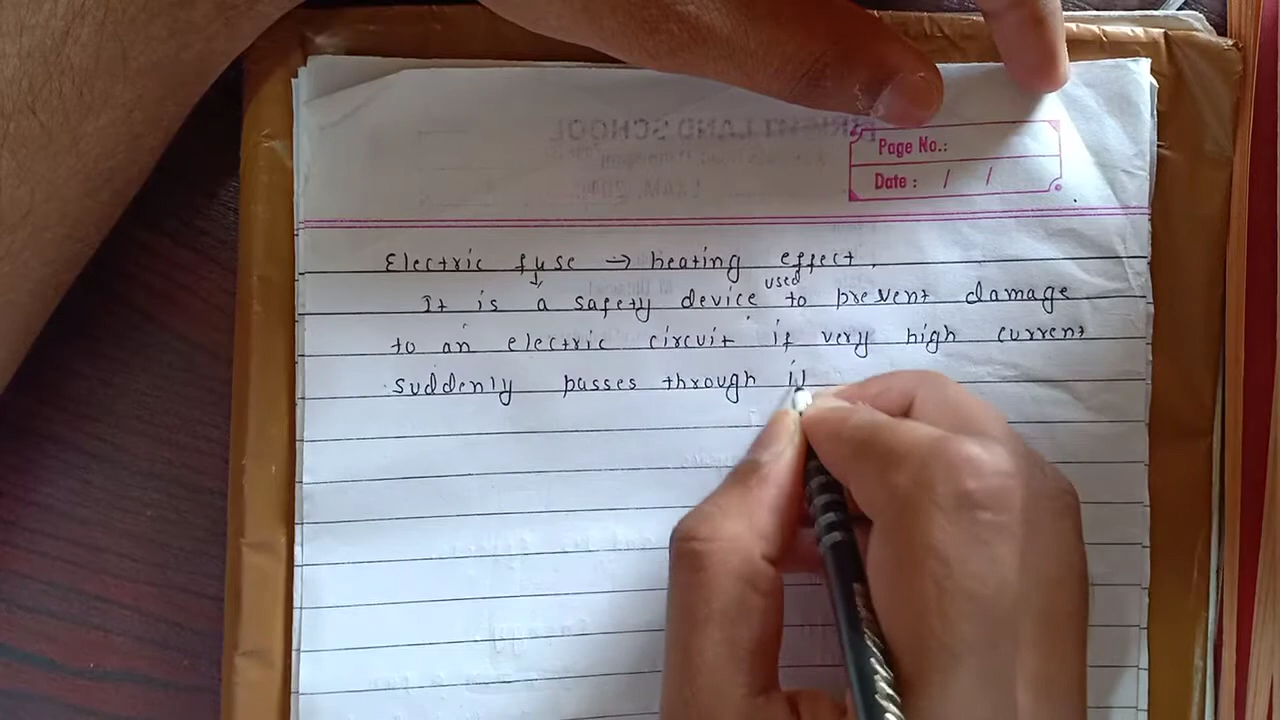 Page No.:
Date : / /
Electric fuse → heating effect
used
It is a safety device to prevent damage
to an electric circuit if very high current
suddenly passes through